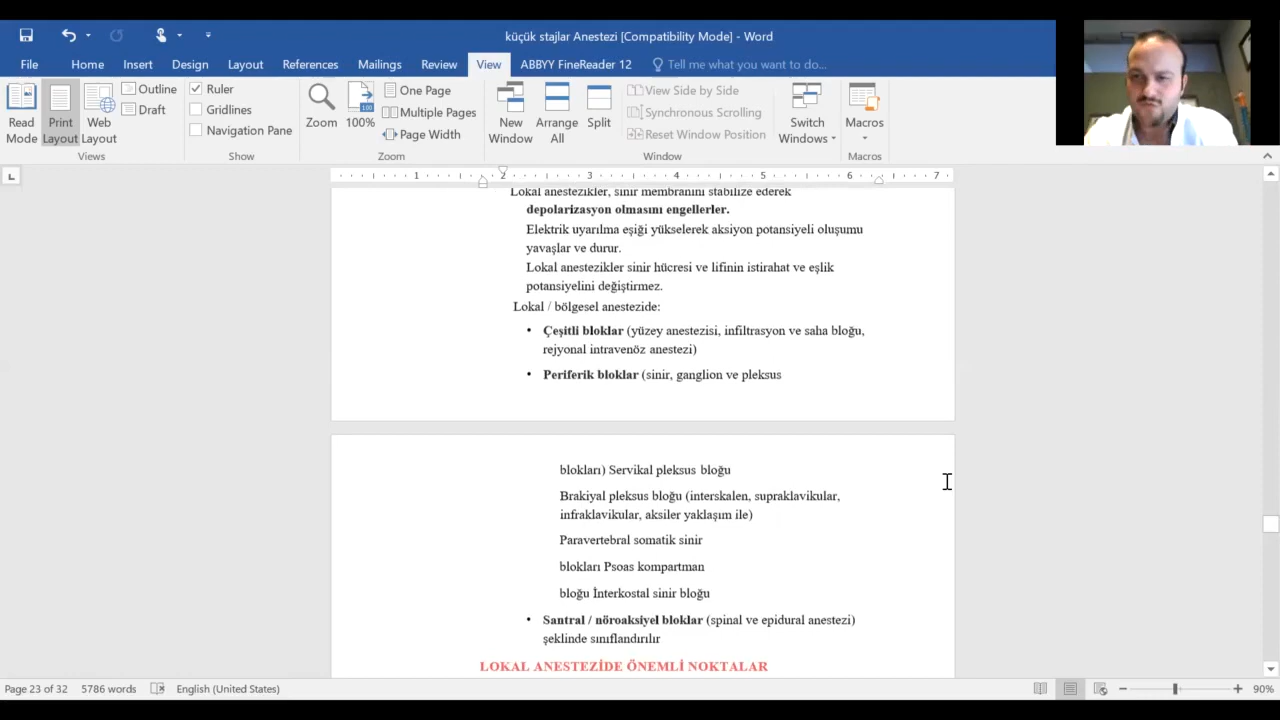 küçük stajlar Anestezi [Compatibility Mode] - Word
File Home Insert Design Layout References Mailings Review View ABBYY FineReader 12 Tell me what you want to do...
Read Mode
Print Layout
Web Layout
Outline
Draft
Views
Ruler
Gridlines
Navigation Pane
Show
Zoom
100
100%
One Page
Multiple Pages
Page Width
Zoom
New Window
Arrange All
Split
View Side by Side
Synchronous Scrolling
Reset Window Position
Switch Windows
Window
Macros
Macros
L
1 2 3 4 5 6 7
Lokal anestezikler, sinir membranını stabilize ederek
depolarizasyon olmasını engellerler.
Elektrik uyarılma eşiği yükselerek aksiyon potansiyeli oluşumu
yavaşlar ve durur.
Lokal anestezikler sinir hücresi ve lifinin istirahat ve eşlik
potansiyelini değiştirmez.
Lokal / bölgesel anestezide:
• Çeşitli bloklar (yüzey anestezisi, infiltrasyon ve saha bloğu,
rejyonal intravenöz anestezi)
• Periferik bloklar (sinir, ganglion ve pleksus
blokları) Servikal pleksus bloğu
Brakiyal pleksus bloğu (interskalen, supraklavikular,
infraklavikular, aksiler yaklaşım ile)
Paravertebral somatik sinir
blokları Psoas kompartman
bloğu İnterkostal sinir bloğu
• Santral / nöroaksiyel bloklar (spinal ve epidural anestezi)
şeklinde sınıflandırılır
LOKAL ANESTEZİDE ÖNEMLİ NOKTALAR
Page 23 of 32 5786 words English (United States) 90%